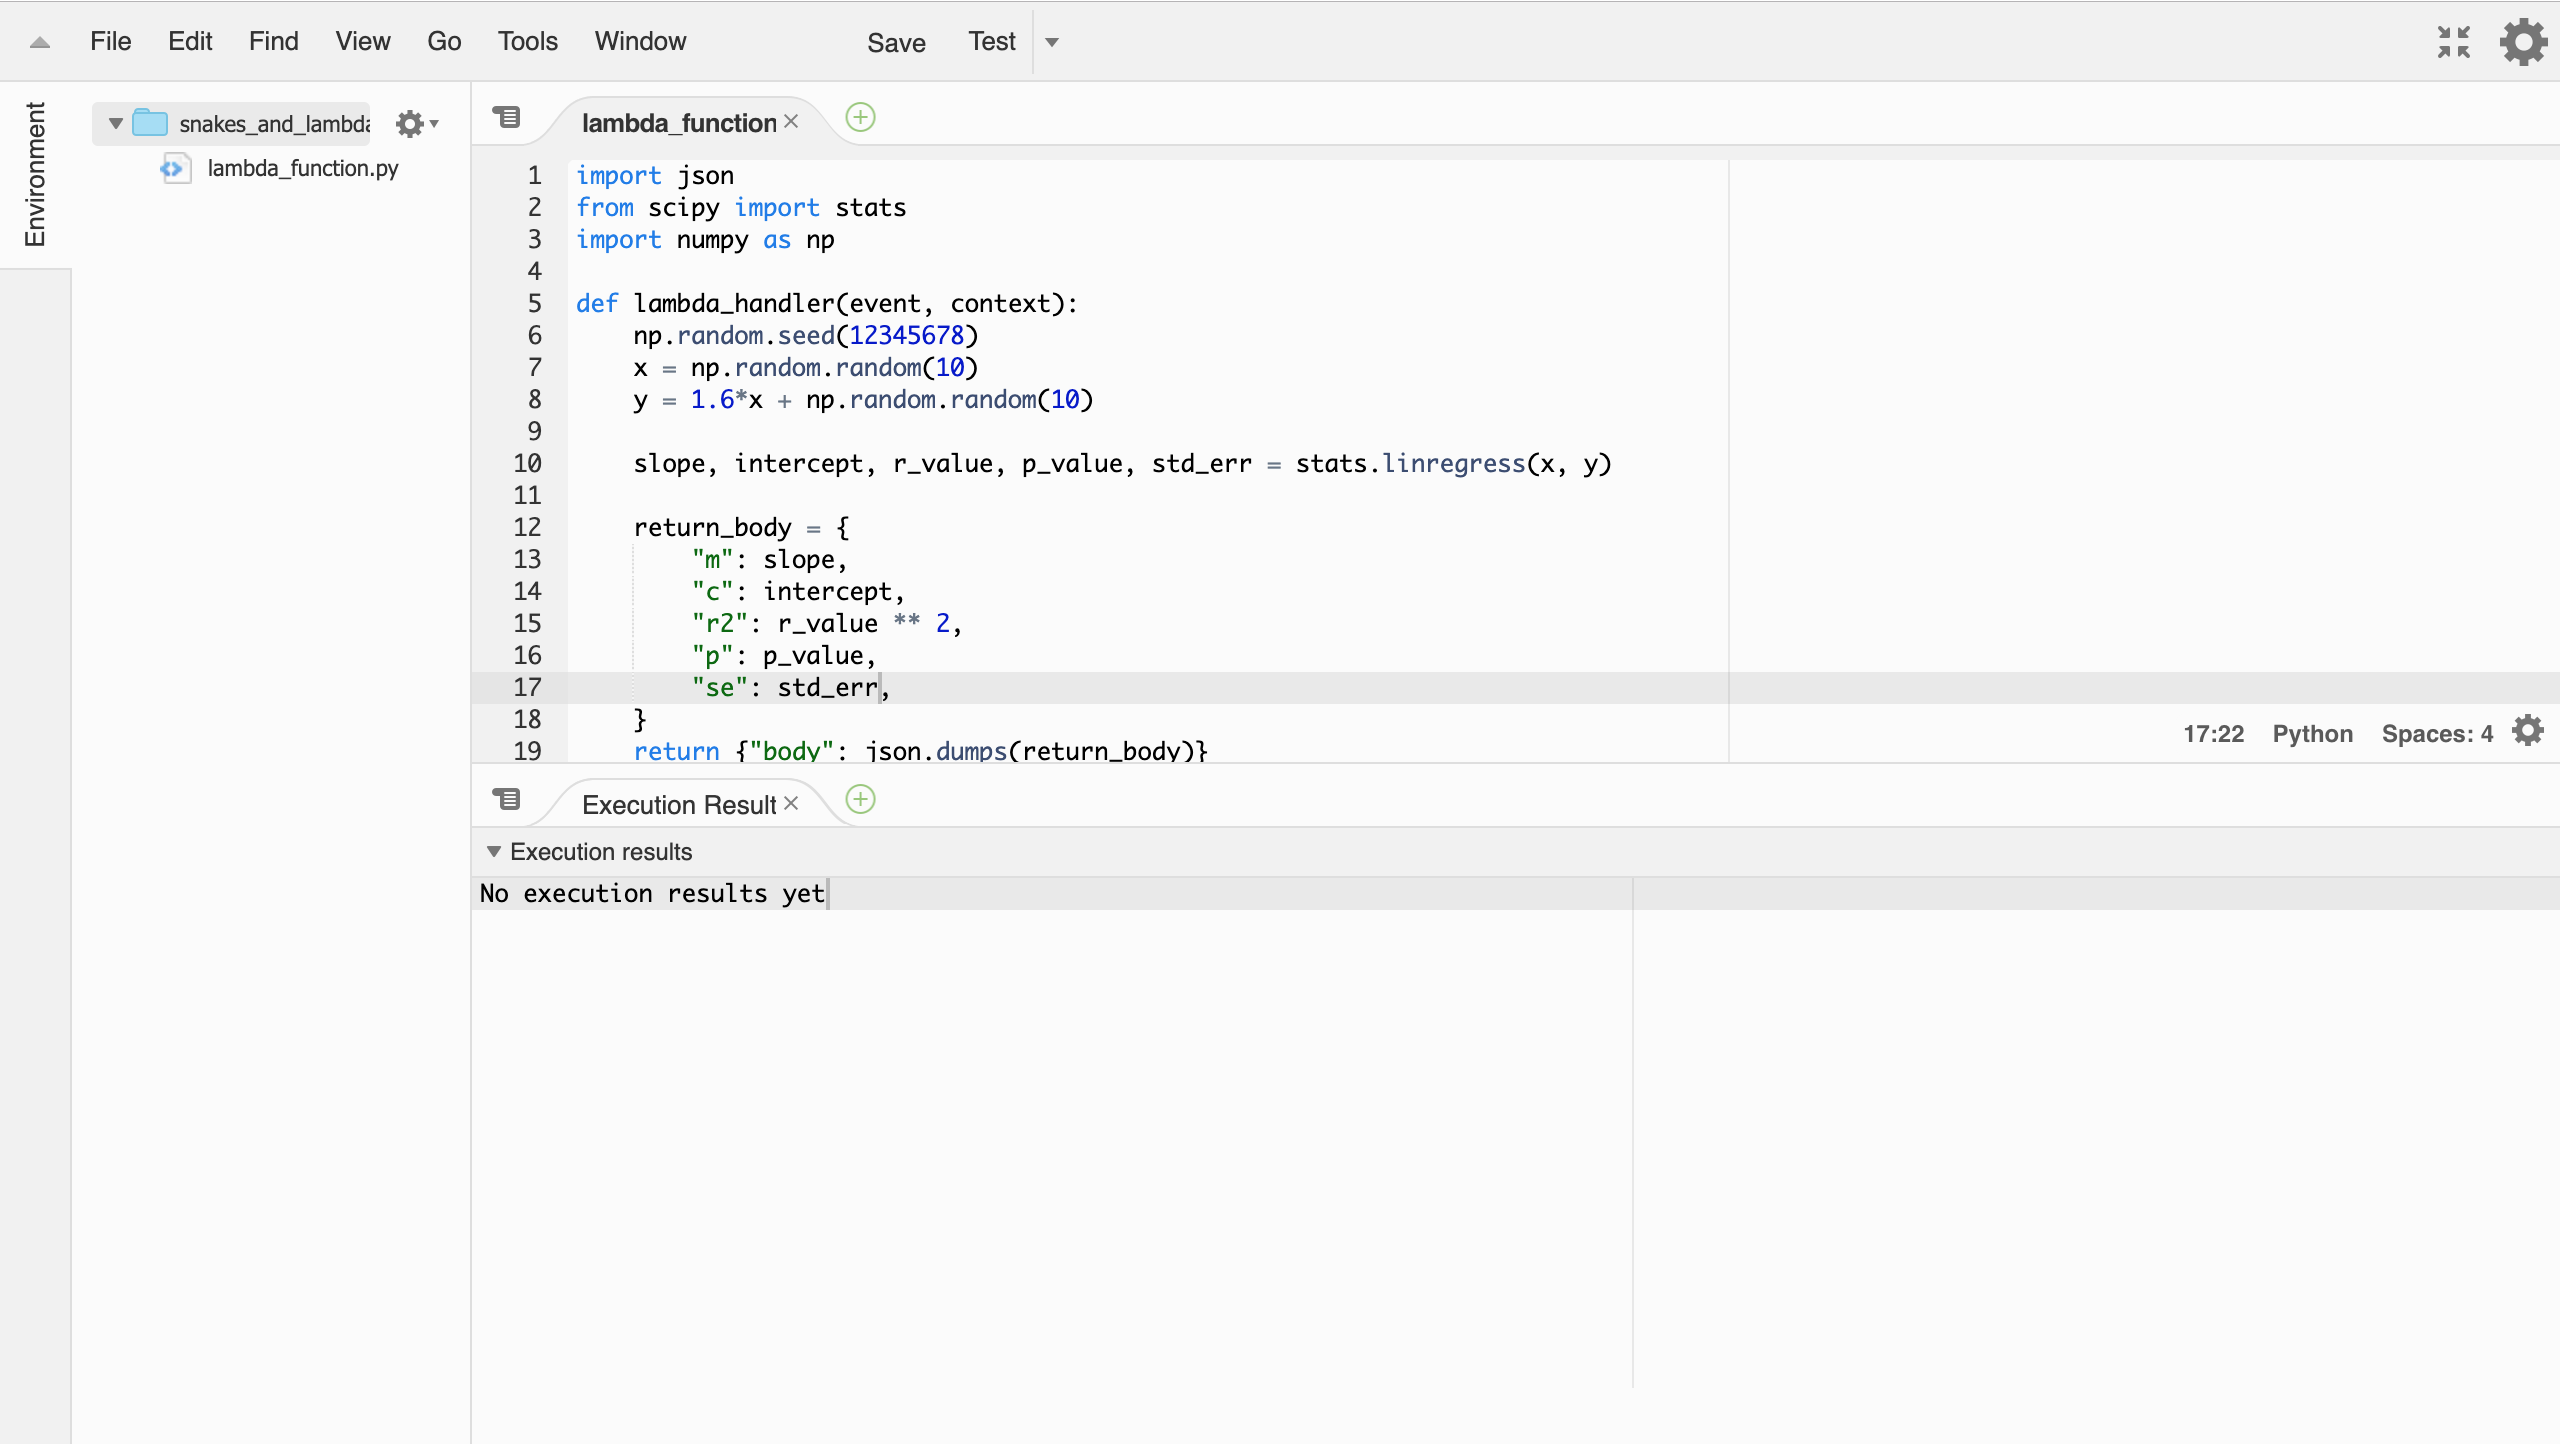 File Edit Find View Go Tools Window Save Test
Environment
snakes_and_lambda
lambda_function.py
lambda_function
1 import json
2 from scipy import stats
3 import numpy as np
4
5 def lambda_handler(event, context):
6     np.random.seed(12345678)
7     x = np.random.random(10)
8     y = 1.6*x + np.random.random(10)
9
10     slope, intercept, r_value, p_value, std_err = stats.linregress(x, y)
11
12     return_body = {
13         "m": slope,
14         "c": intercept,
15         "r2": r_value ** 2,
16         "p": p_value,
17         "se": std_err,
18     }
19     return {"body": json.dumps(return_body)}
17:22 Python Spaces: 4
Execution Result
Execution results
No execution results yet